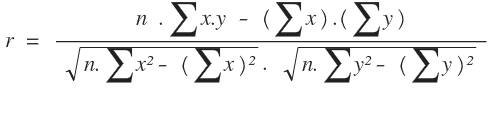 r = n . ∑ x.y - ( ∑ x ) .( ∑ y ) / √ n. ∑ x² - ( ∑ x )² . √ n. ∑ y² - ( ∑ y )²